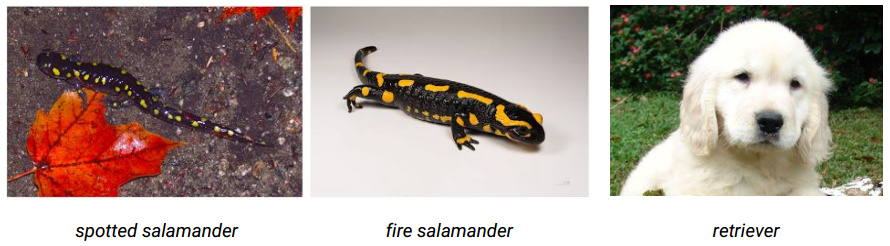 spotted salamander
fire salamander
retriever